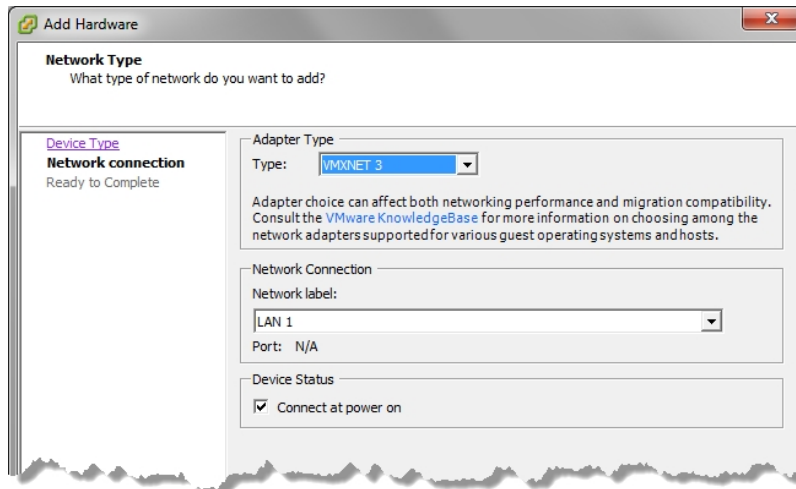 Add Hardware
Network Type
What type of network do you want to add?
Device Type
Network connection
Ready to Complete
Adapter Type
Type: VMXNET 3
Adapter choice can affect both networking performance and migration compatibility.
Consult the VMware KnowledgeBase for more information on choosing among the
network adapters supported for various guest operating systems and hosts.
Network Connection
Network label:
LAN 1
Port: N/A
Device Status
Connect at power on